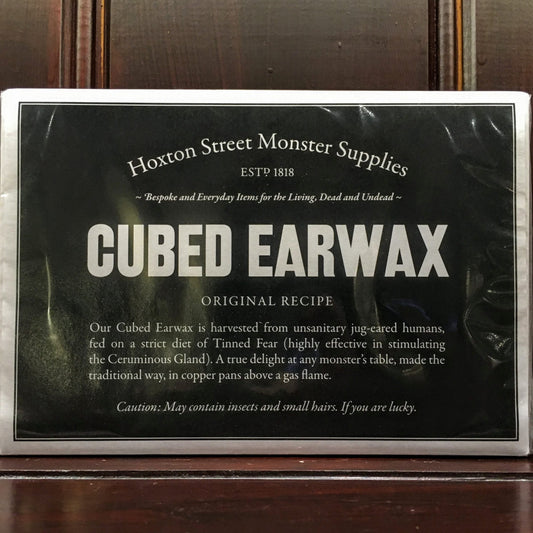 Hoxton Street Monster Supplies
ESTD 1818
~ Bespoke and Everyday Items for the Living, Dead and Undead ~
CUBED EARWAX
ORIGINAL RECIPE
Our Cubed Earwax is harvested from unsanitary jug-eared humans,
fed on a strict diet of Tinned Fear (highly effective in stimulating
the Ceruminous Gland). A true delight at any monster's table, made the
traditional way, in copper pans above a gas flame.
Caution: May contain insects and small hairs. If you are lucky.